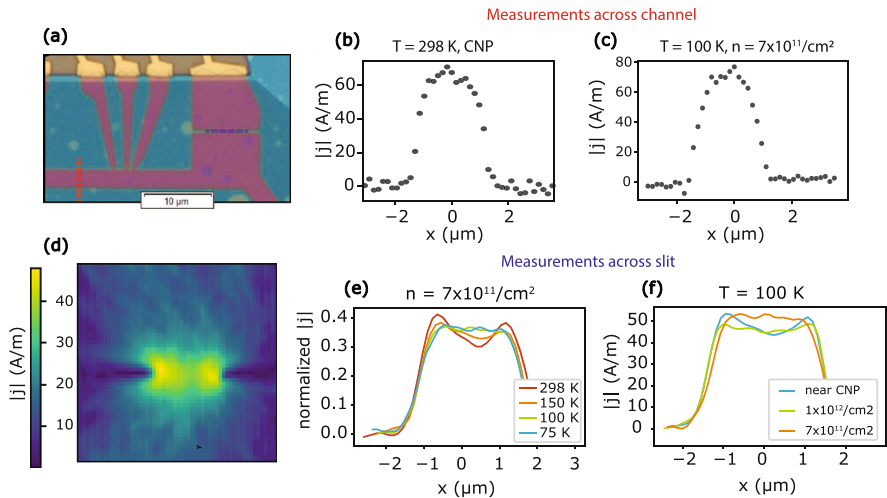 Measurements across channel
(a)
10 μm
(b)
T = 298 K, CNP
|j| (A/m)
60
40
20
0
−2
0
2
x (μm)
(c)
T = 100 K, n = 7x10¹¹/cm²
|j| (A/m)
80
60
40
20
0
−2
0
2
x (μm)
(d)
|j| (A/m)
40
30
20
10
Measurements across slit
(e)
n = 7x10¹¹/cm²
normalized |j|
0.4
0.3
0.2
0.1
0.0
298 K
150 K
100 K
75 K
−2
−1
0
1
2
3
x (μm)
(f)
T = 100 K
|j| (A/m)
50
40
30
20
10
0
near CNP
1x10¹²/cm2
7x10¹¹/cm2
−2
−1
0
1
2
3
x (μm)